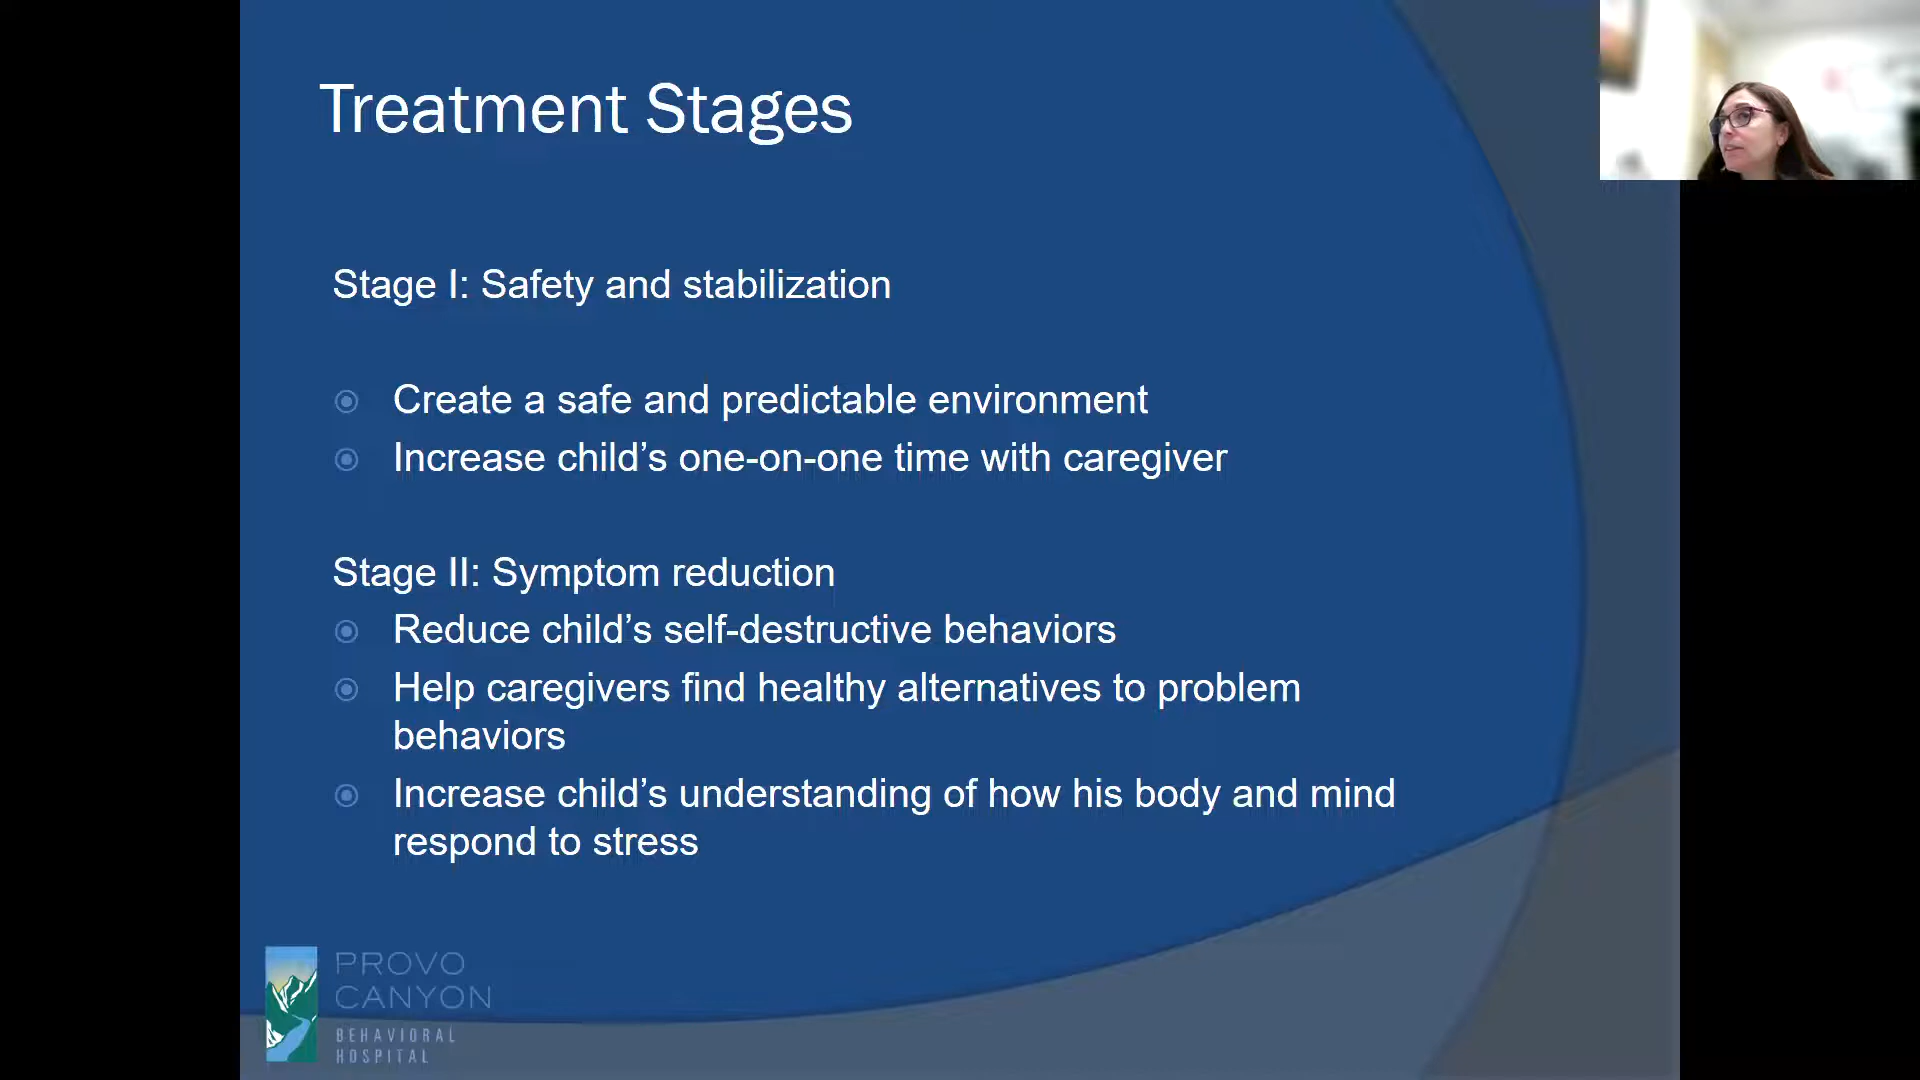 Treatment Stages
Stage I: Safety and stabilization
Create a safe and predictable environment
Increase child’s one-on-one time with caregiver
Stage II: Symptom reduction
Reduce child’s self-destructive behaviors
Help caregivers find healthy alternatives to problem
behaviors
Increase child’s understanding of how his body and mind
respond to stress
PROVO
CANYON
BEHAVIORAL
HOSPITAL